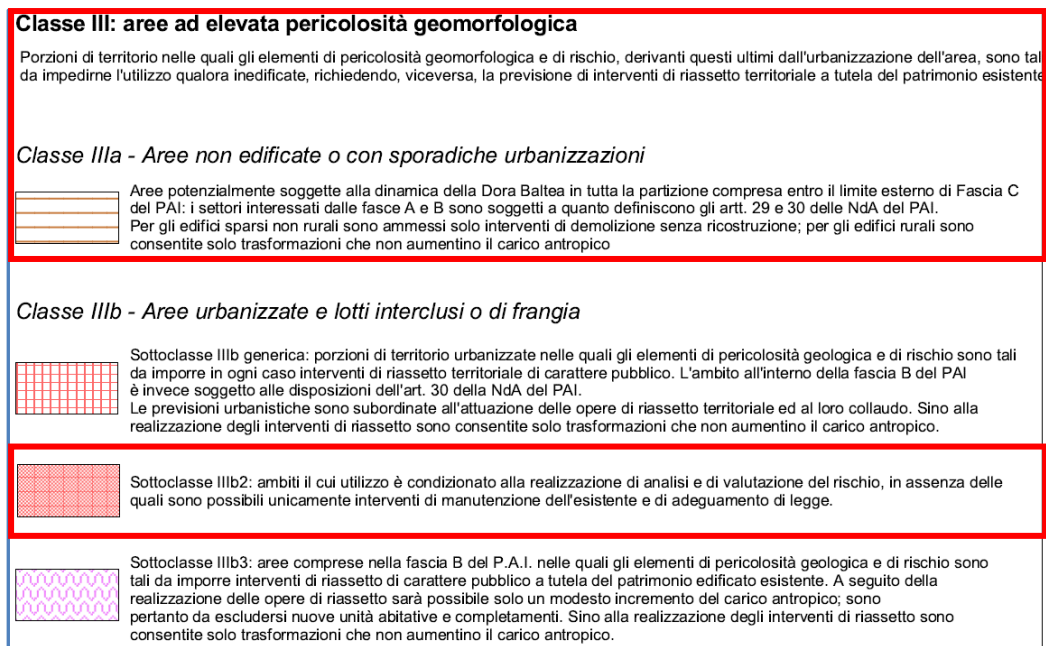 Classe III: aree ad elevata pericolosità geomorfologica
Porzioni di territorio nelle quali gli elementi di pericolosità geomorfologica e di rischio, derivanti questi ultimi dall'urbanizzazione dell'area, sono tal
da impedirne l'utilizzo qualora inedificate, richiedendo, viceversa, la previsione di interventi di riassetto territoriale a tutela del patrimonio esistente
Classe IIIa - Aree non edificate o con sporadiche urbanizzazioni
Aree potenzialmente soggette alla dinamica della Dora Baltea in tutta la partizione compresa entro il limite esterno di Fascia C
del PAI: i settori interessati dalle fasce A e B sono soggetti a quanto definiscono gli artt. 29 e 30 delle NdA del PAI.
Per gli edifici sparsi non rurali sono ammessi solo interventi di demolizione senza ricostruzione; per gli edifici rurali sono
consentite solo trasformazioni che non aumentino il carico antropico
Classe IIIb - Aree urbanizzate e lotti interclusi o di frangia
Sottoclasse IIIb generica: porzioni di territorio urbanizzate nelle quali gli elementi di pericolosità geologica e di rischio sono tali
da imporre in ogni caso interventi di riassetto territoriale di carattere pubblico. L'ambito all'interno della fascia B del PAI
è invece soggetto alle disposizioni dell'art. 30 della NdA del PAI.
Le previsioni urbanistiche sono subordinate all'attuazione delle opere di riassetto territoriale ed al loro collaudo. Sino alla
realizzazione degli interventi di riassetto sono consentite solo trasformazioni che non aumentino il carico antropico.
Sottoclasse IIIb2: ambiti il cui utilizzo è condizionato alla realizzazione di analisi e di valutazione del rischio, in assenza delle
quali sono possibili unicamente interventi di manutenzione dell'esistente e di adeguamento di legge.
Sottoclasse IIIb3: aree comprese nella fascia B del P.A.I. nelle quali gli elementi di pericolosità geologica e di rischio sono
tali da imporre interventi di riassetto di carattere pubblico a tutela del patrimonio edificato esistente. A seguito della
realizzazione delle opere di riassetto sarà possibile solo un modesto incremento del carico antropico; sono
pertanto da escludersi nuove unità abitative e completamenti. Sino alla realizzazione degli interventi di riassetto sono
consentite solo trasformazioni che non aumentino il carico antropico.